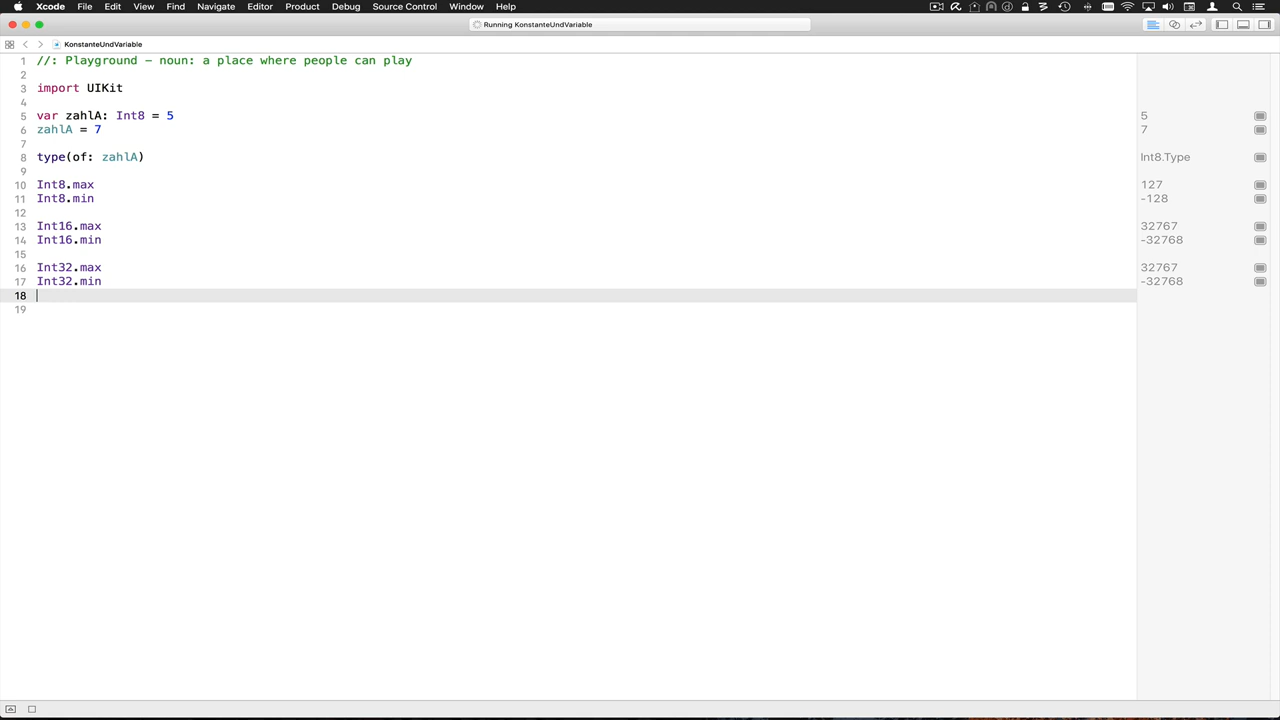 Xcode File Edit View Find Navigate Editor Product Debug Source Control Window Help
Running KonstanteUndVariable
KonstanteUndVariable
1 //: Playground - noun: a place where people can play
2
3 import UIKit
4
5 var zahlA: Int8 = 5 5
6 zahlA = 7 7
7
8 type(of: zahlA) Int8.Type
9
10 Int8.max 127
11 Int8.min -128
12
13 Int16.max 32767
14 Int16.min -32768
15
16 Int32.max 32767
17 Int32.min -32768
18
19